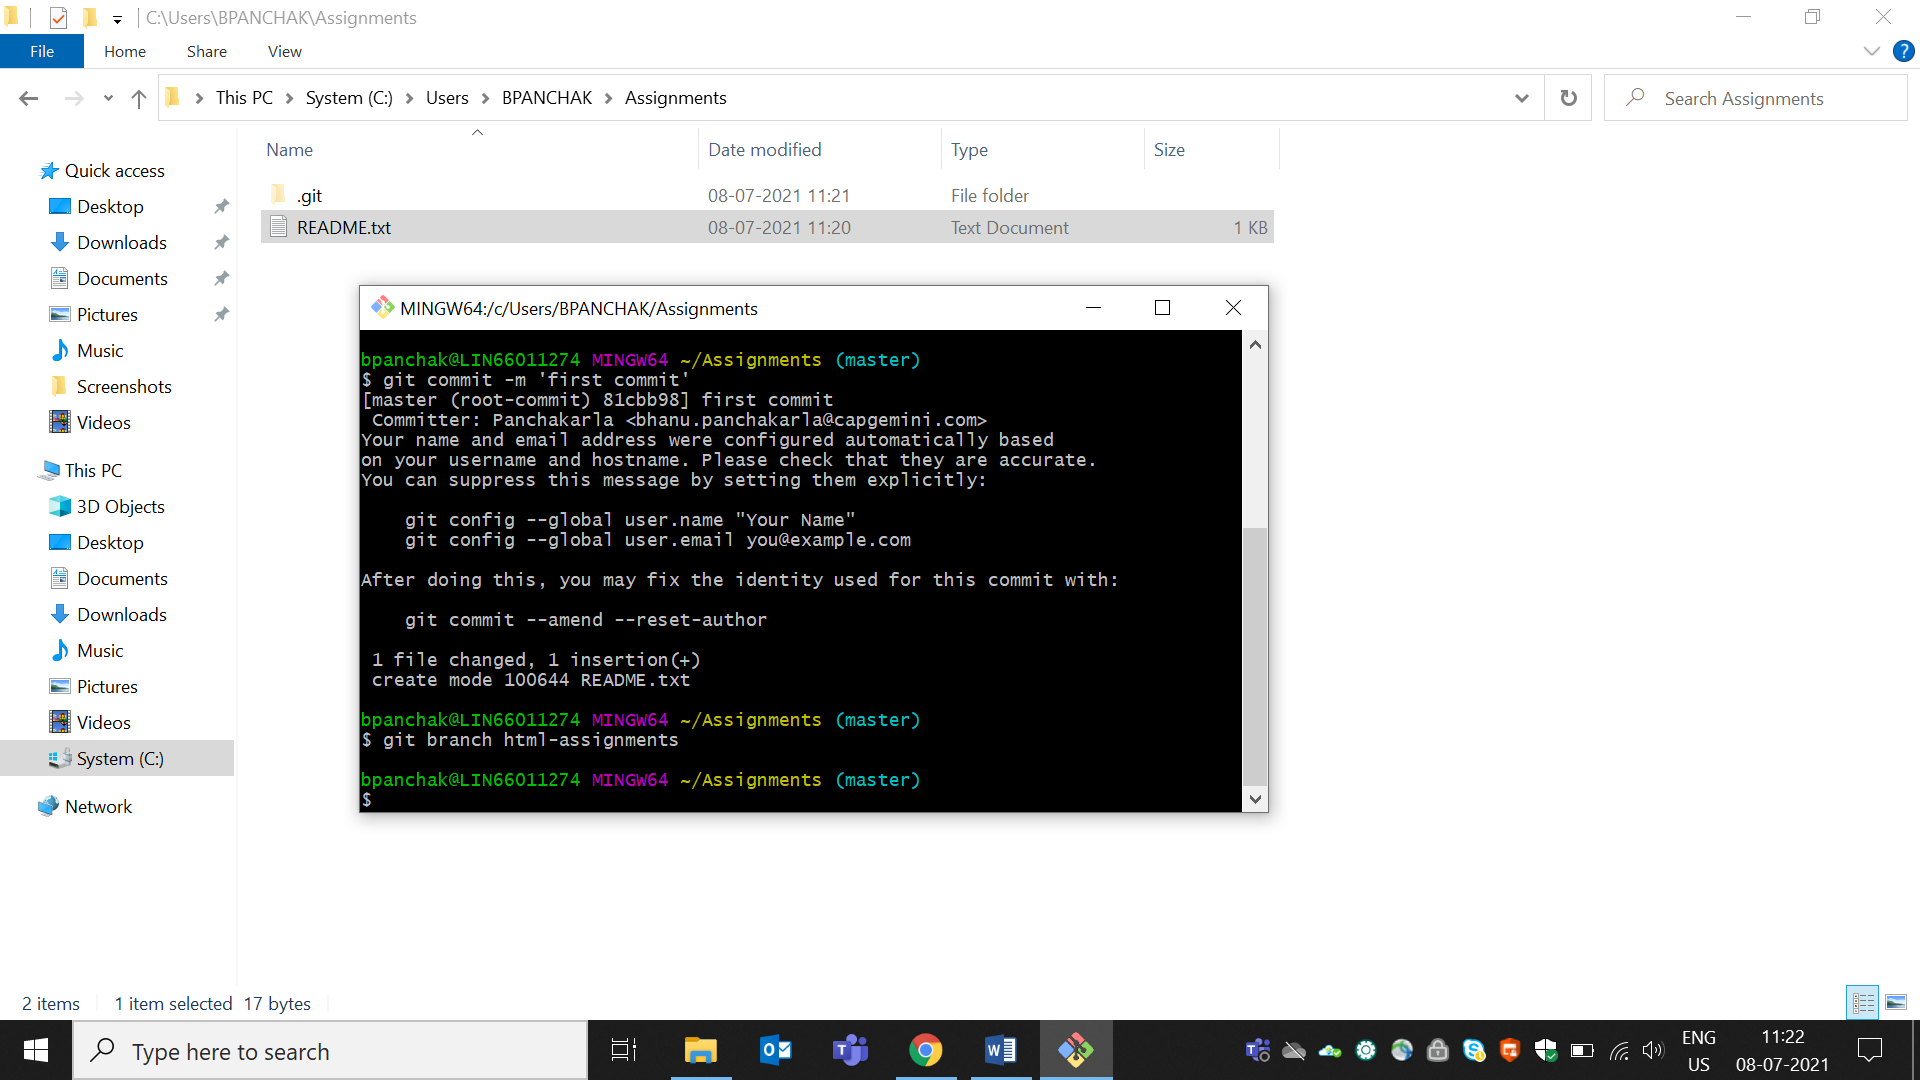 C:\Users\BPANCHAK\Assignments
File Home Share View
This PC System (C:) Users BPANCHAK Assignments
Search Assignments
Name Date modified Type Size
.git 08-07-2021 11:21 File folder
README.txt 08-07-2021 11:20 Text Document 1 KB
Quick access
Desktop
Downloads
Documents
Pictures
Music
Screenshots
Videos
This PC
3D Objects
Desktop
Documents
Downloads
Music
Pictures
Videos
System (C:)
Network
MINGW64:/c/Users/BPANCHAK/Assignments
bpanchak@LIN66011274 MINGW64 ~/Assignments (master)
$ git commit -m 'first commit'
[master (root-commit) 81cbb98] first commit
Committer: Panchakarla <bhanu.panchakarla@capgemini.com>
Your name and email address were configured automatically based
on your username and hostname. Please check that they are accurate.
You can suppress this message by setting them explicitly:
git config --global user.name "Your Name"
git config --global user.email you@example.com
After doing this, you may fix the identity used for this commit with:
git commit --amend --reset-author
1 file changed, 1 insertion(+)
create mode 100644 README.txt
bpanchak@LIN66011274 MINGW64 ~/Assignments (master)
$ git branch html-assignments
bpanchak@LIN66011274 MINGW64 ~/Assignments (master)
$
2 items 1 item selected 17 bytes
Type here to search
ENG
US
11:22
08-07-2021